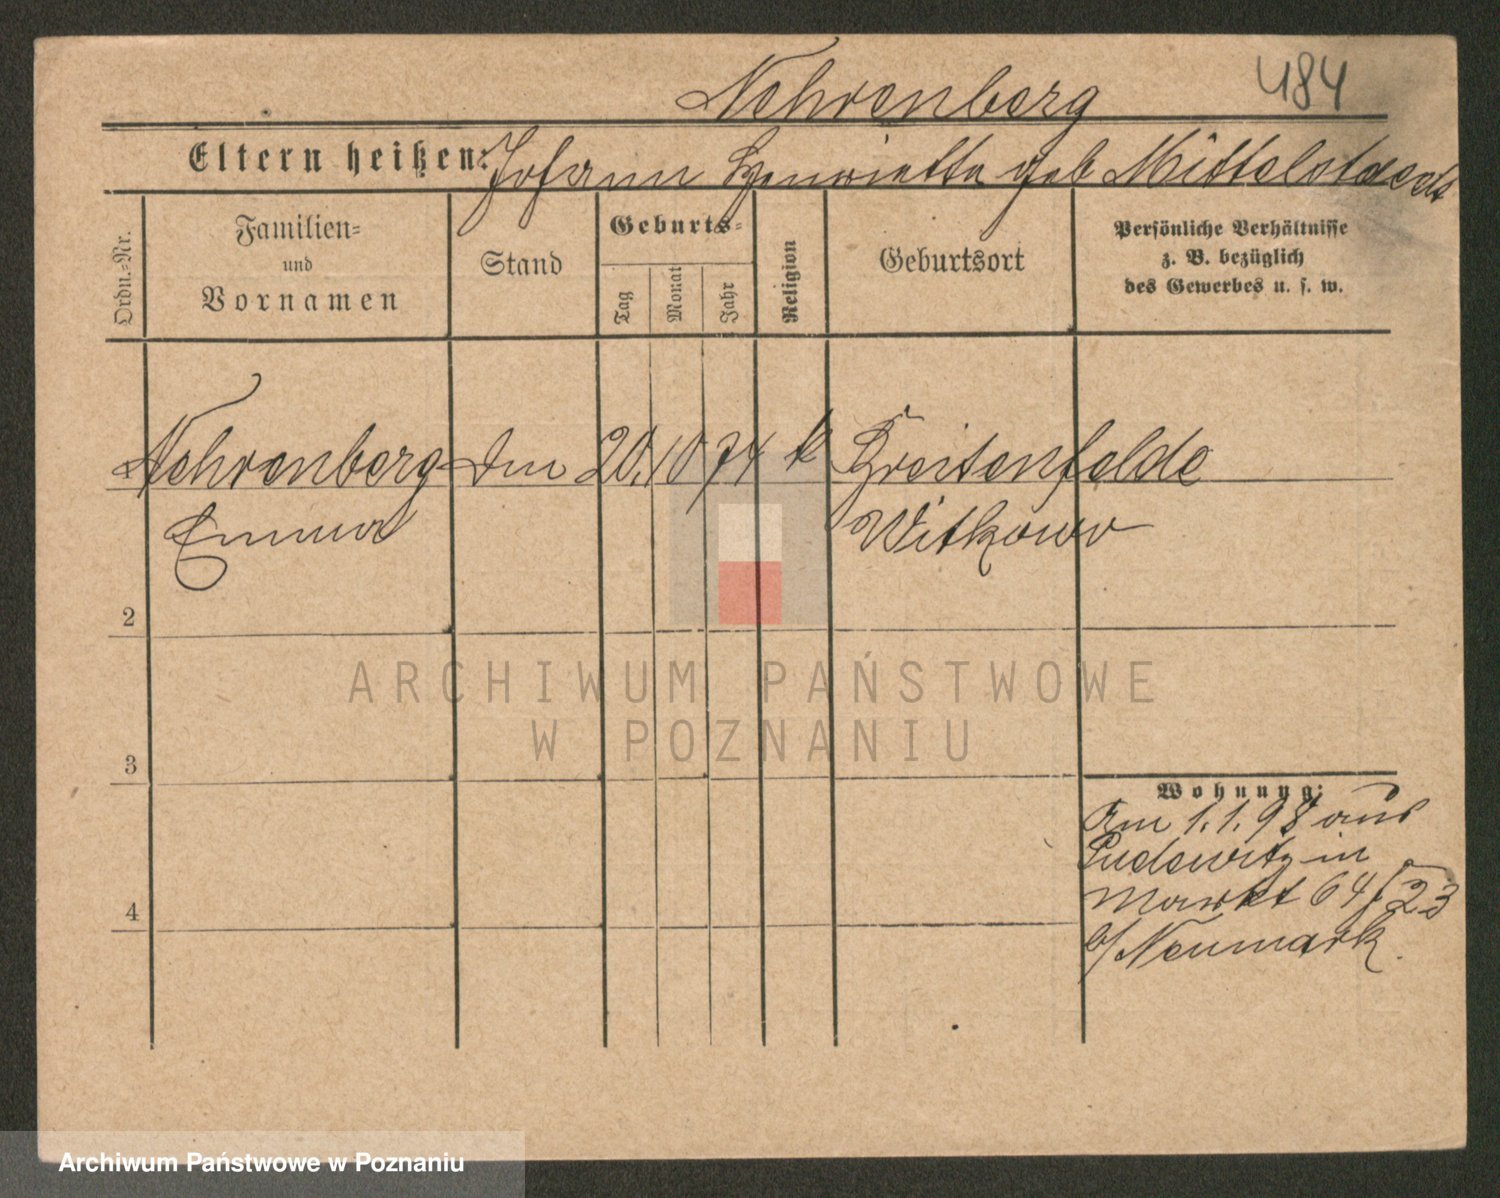 Nehrenberg 484
Eltern heißen: Johann Henriette geb Mittelstaedt
Ordn.-Nr.
Familien-
und
Vornamen
Stand
Geburts-
Tag
Monat
Jahr
Religion
Geburtsort
Persönliche Verhältnisse
z. B. bezüglich
des Gewerbes u. s. w.
1 Nehrenberg 20. 10 74 k Breitenfelde
Emma Witkowo
2
ARCHIWUM PAŃSTWOWE
W POZNANIU
3
Wohnung:
Am 1.1.98 aus
Pudewitz in
Markt 64/23
b/Neumark.
4
Archiwum Państwowe w Poznaniu